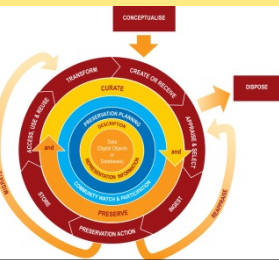 CONCEPTUALISE
DISPOSE
TRANSFORM
CREATE OR RECEIVE
APPRAISE & SELECT
INGEST
PRESERVATION ACTION
STORE
ACCESS, USE & REUSE
CURATE
and
and
PRESERVE
PRESERVATION PLANNING
COMMUNITY WATCH & PARTICIPATION
DESCRIPTION
REPRESENTATION INFORMATION
Data
(Digital Objects
or
Databases)
REAPPRAISE